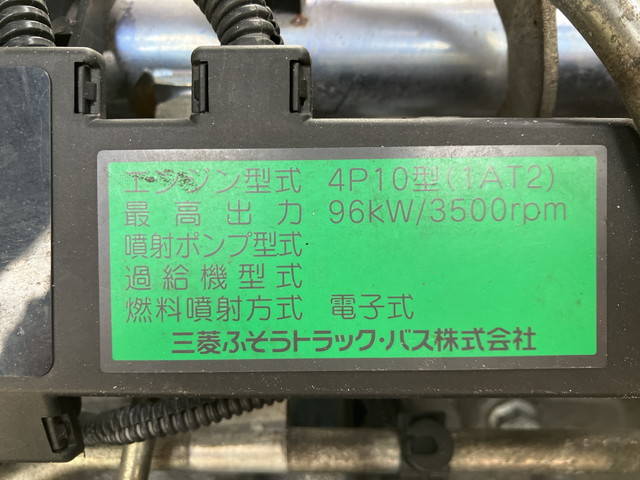 エンジン型式 4P10型(1AT2)
最高出力 96kW/3500rpm
噴射ポンプ型式
過給機型式
燃料噴射方式 電子式
三菱ふそうトラック・バス株式会社